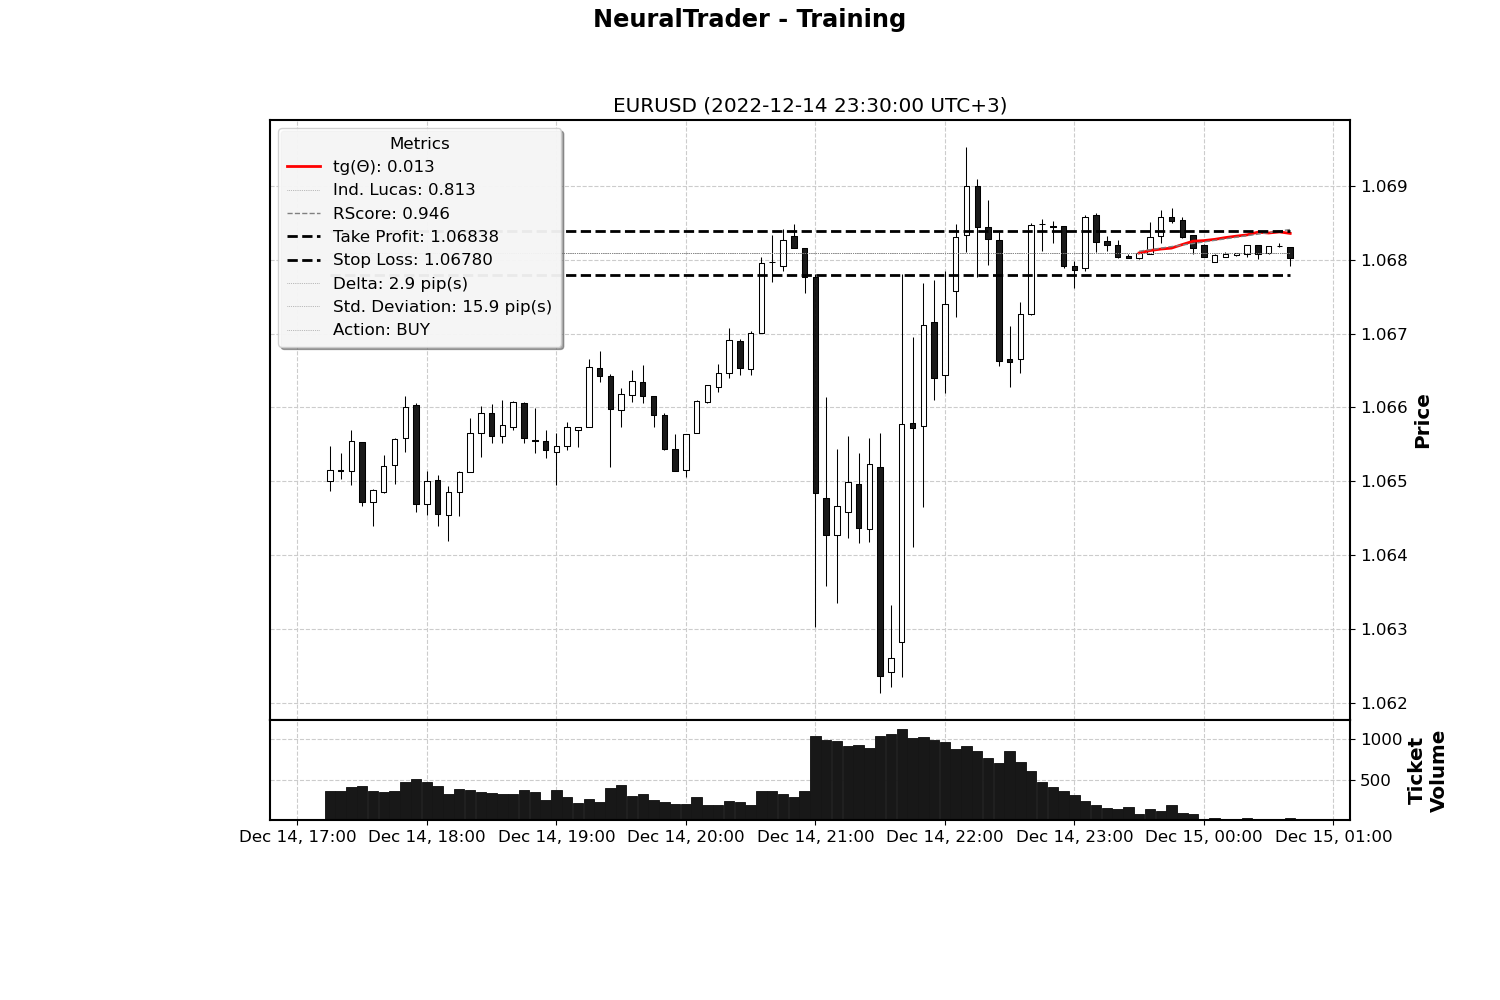 NeuralTrader - Training
EURUSD (2022-12-14 23:30:00 UTC+3)
Metrics
tg(Θ): 0.013
Ind. Lucas: 0.813
RScore: 0.946
Take Profit: 1.06838
Stop Loss: 1.06780
Delta: 2.9 pip(s)
Std. Deviation: 15.9 pip(s)
Action: BUY
1.069
1.068
1.067
1.066
1.065
1.064
1.063
1.062
Price
1000
500
Ticket
Volume
Dec 14, 17:00 Dec 14, 18:00 Dec 14, 19:00 Dec 14, 20:00 Dec 14, 21:00 Dec 14, 22:00 Dec 14, 23:00 Dec 15, 00:00 Dec 15, 01:00